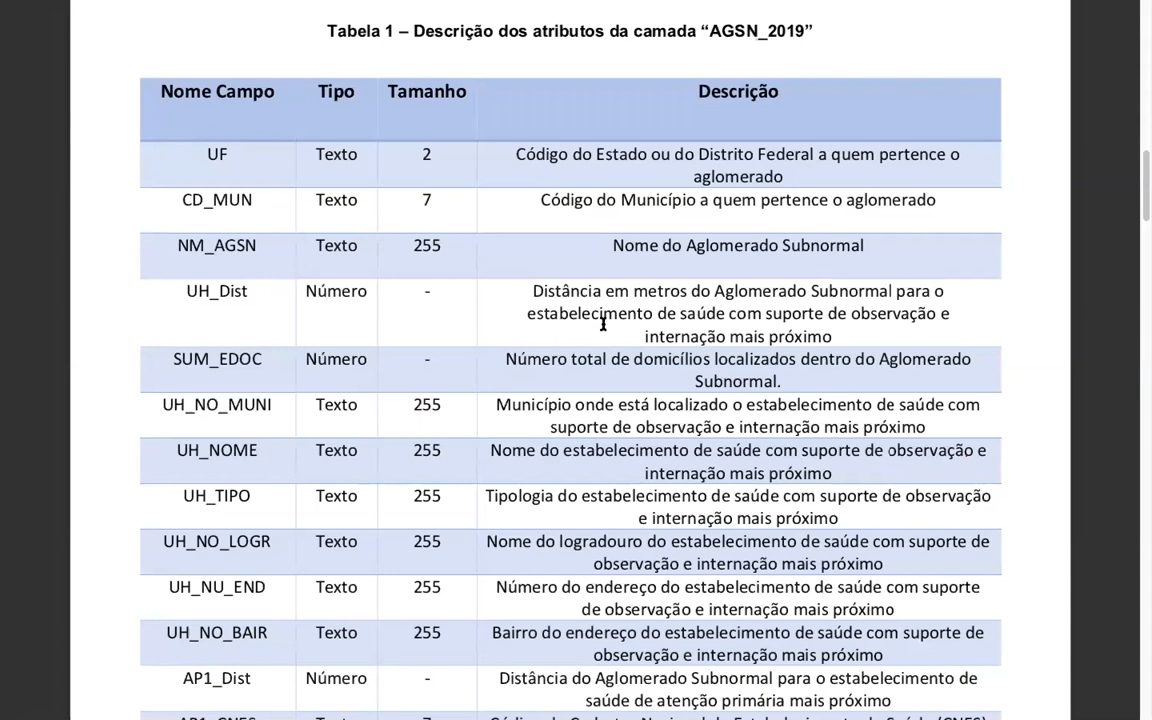 Tabela 1 – Descrição dos atributos da camada “AGSN_2019”
Nome Campo Tipo Tamanho Descrição
UF Texto 2 Código do Estado ou do Distrito Federal a quem pertence o
aglomerado
CD_MUN Texto 7 Código do Município a quem pertence o aglomerado
NM_AGSN Texto 255 Nome do Aglomerado Subnormal
UH_Dist Número - Distância em metros do Aglomerado Subnormal para o
estabelecimento de saúde com suporte de observação e
internação mais próximo
SUM_EDOC Número - Número total de domicílios localizados dentro do Aglomerado
Subnormal.
UH_NO_MUNI Texto 255 Município onde está localizado o estabelecimento de saúde com
suporte de observação e internação mais próximo
UH_NOME Texto 255 Nome do estabelecimento de saúde com suporte de observação e
internação mais próximo
UH_TIPO Texto 255 Tipologia do estabelecimento de saúde com suporte de observação
e internação mais próximo
UH_NO_LOGR Texto 255 Nome do logradouro do estabelecimento de saúde com suporte de
observação e internação mais próximo
UH_NU_END Texto 255 Número do endereço do estabelecimento de saúde com suporte
de observação e internação mais próximo
UH_NO_BAIR Texto 255 Bairro do endereço do estabelecimento de saúde com suporte de
observação e internação mais próximo
AP1_Dist Número - Distância do Aglomerado Subnormal para o estabelecimento de
saúde de atenção primária mais próximo